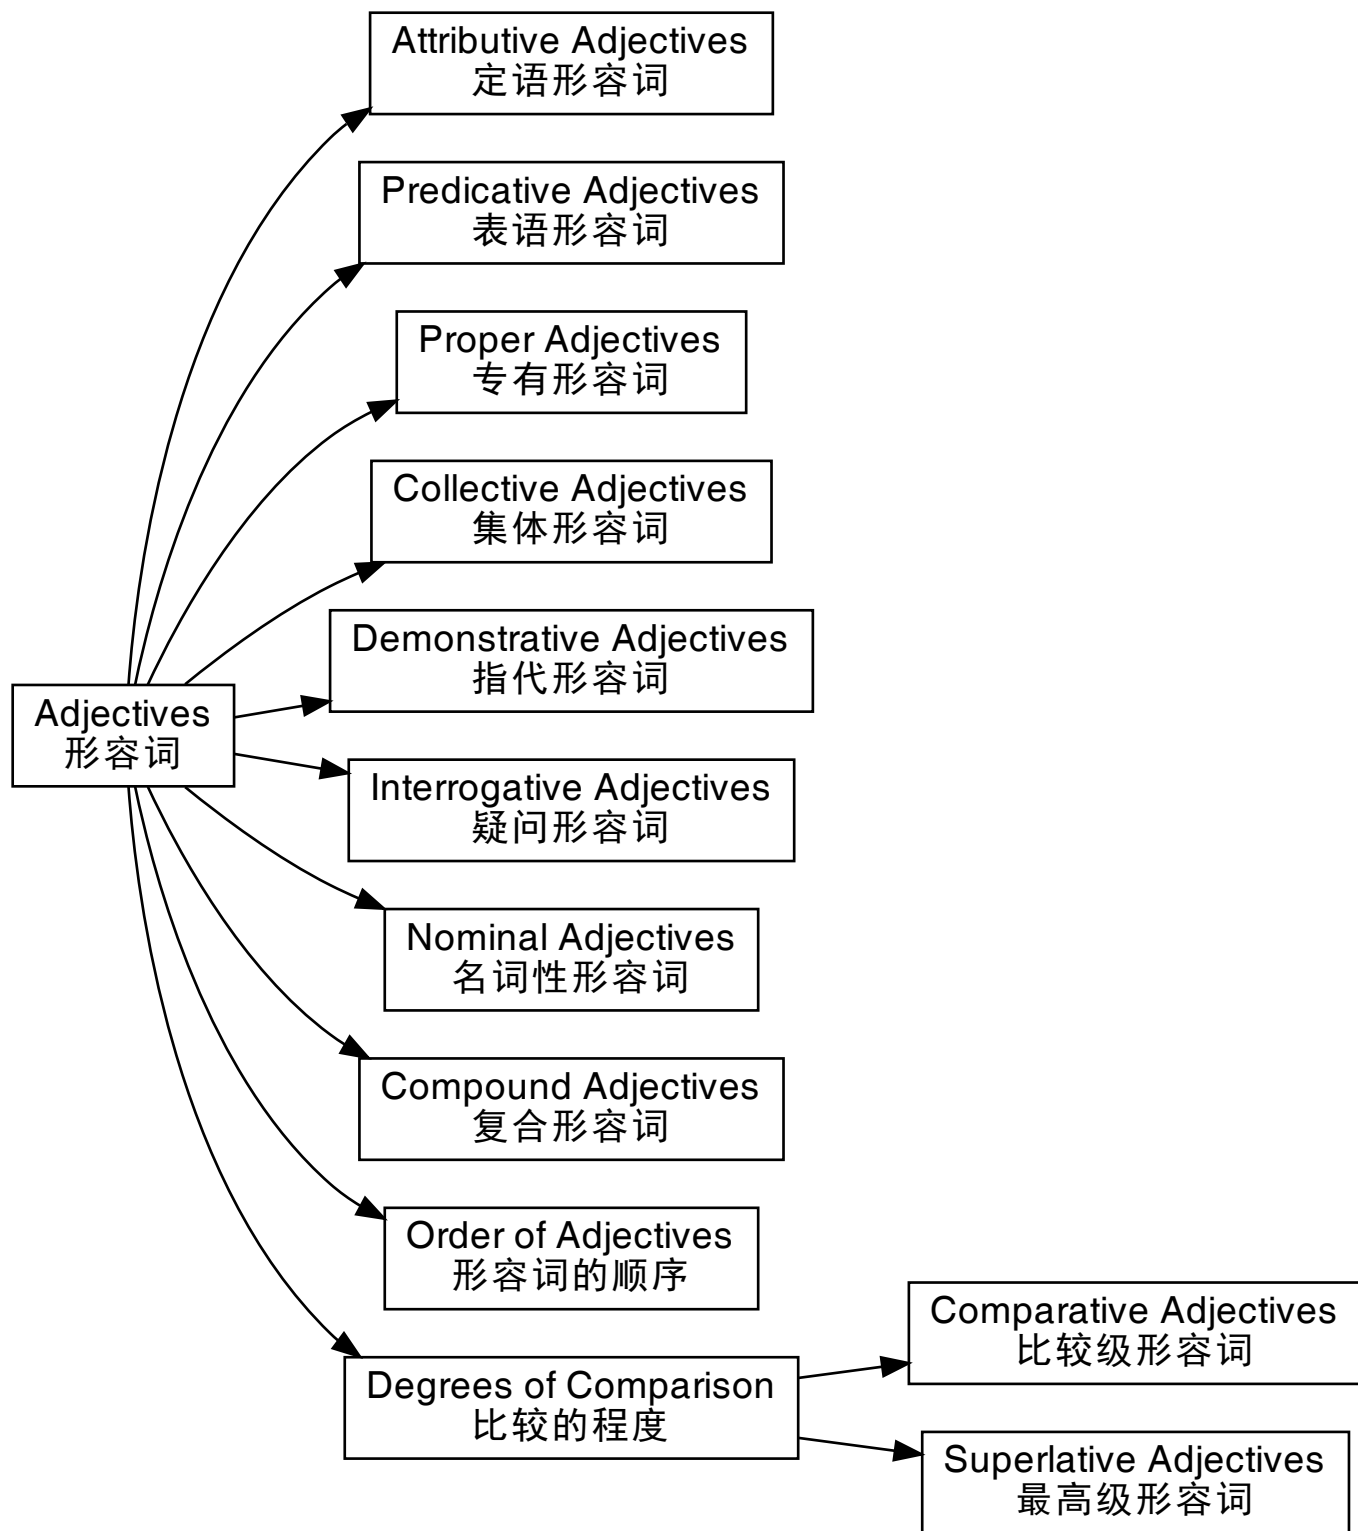 Attributive Adjectives
定语形容词
Predicative Adjectives
表语形容词
Proper Adjectives
专有形容词
Collective Adjectives
集体形容词
Demonstrative Adjectives
指代形容词
Adjectives
形容词
Interrogative Adjectives
疑问形容词
Nominal Adjectives
名词性形容词
Compound Adjectives
复合形容词
Order of Adjectives
形容词的顺序
Degrees of Comparison
比较的程度
Comparative Adjectives
比较级形容词
Superlative Adjectives
最高级形容词